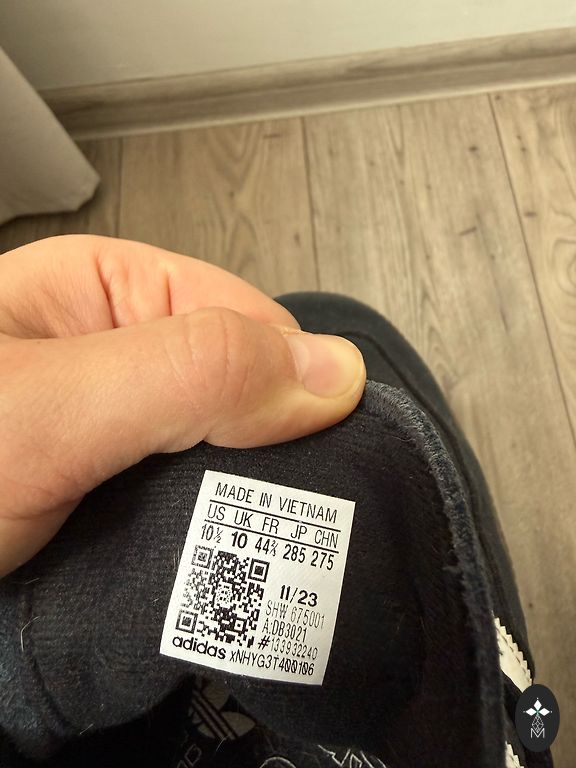 MADE IN VIETNAM
US UK FR JP CHN
10½ 10 44⅔ 285 275
11/23
SHW 675001
A:DB3021
#133932240
adidas XNHYG3T400106